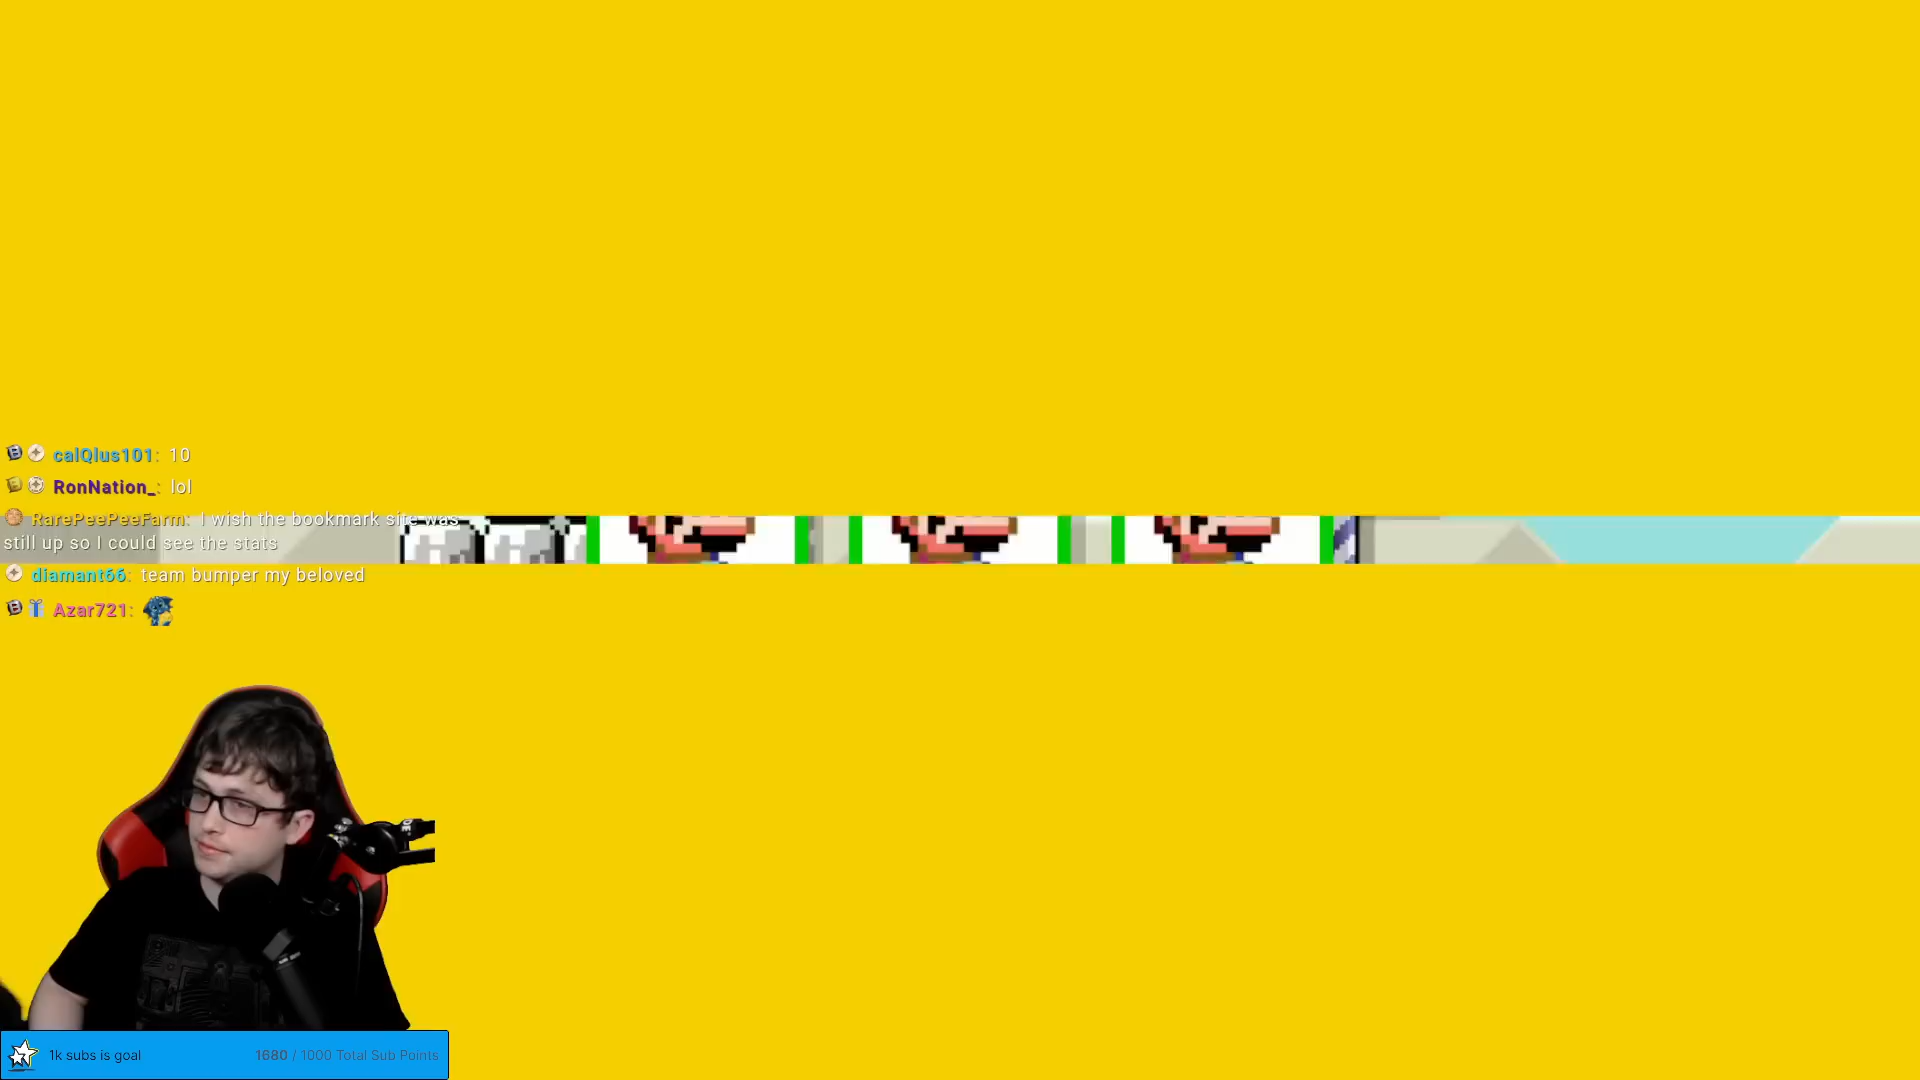 calQlus101: 10
RonNation_: lol
RarePeePeeFarm: I wish the bookmark site was
still up so I could see the stats
diamant66: team bumper my beloved
Azar721:
1k subs is goal 1680 / 1000 Total Sub Points